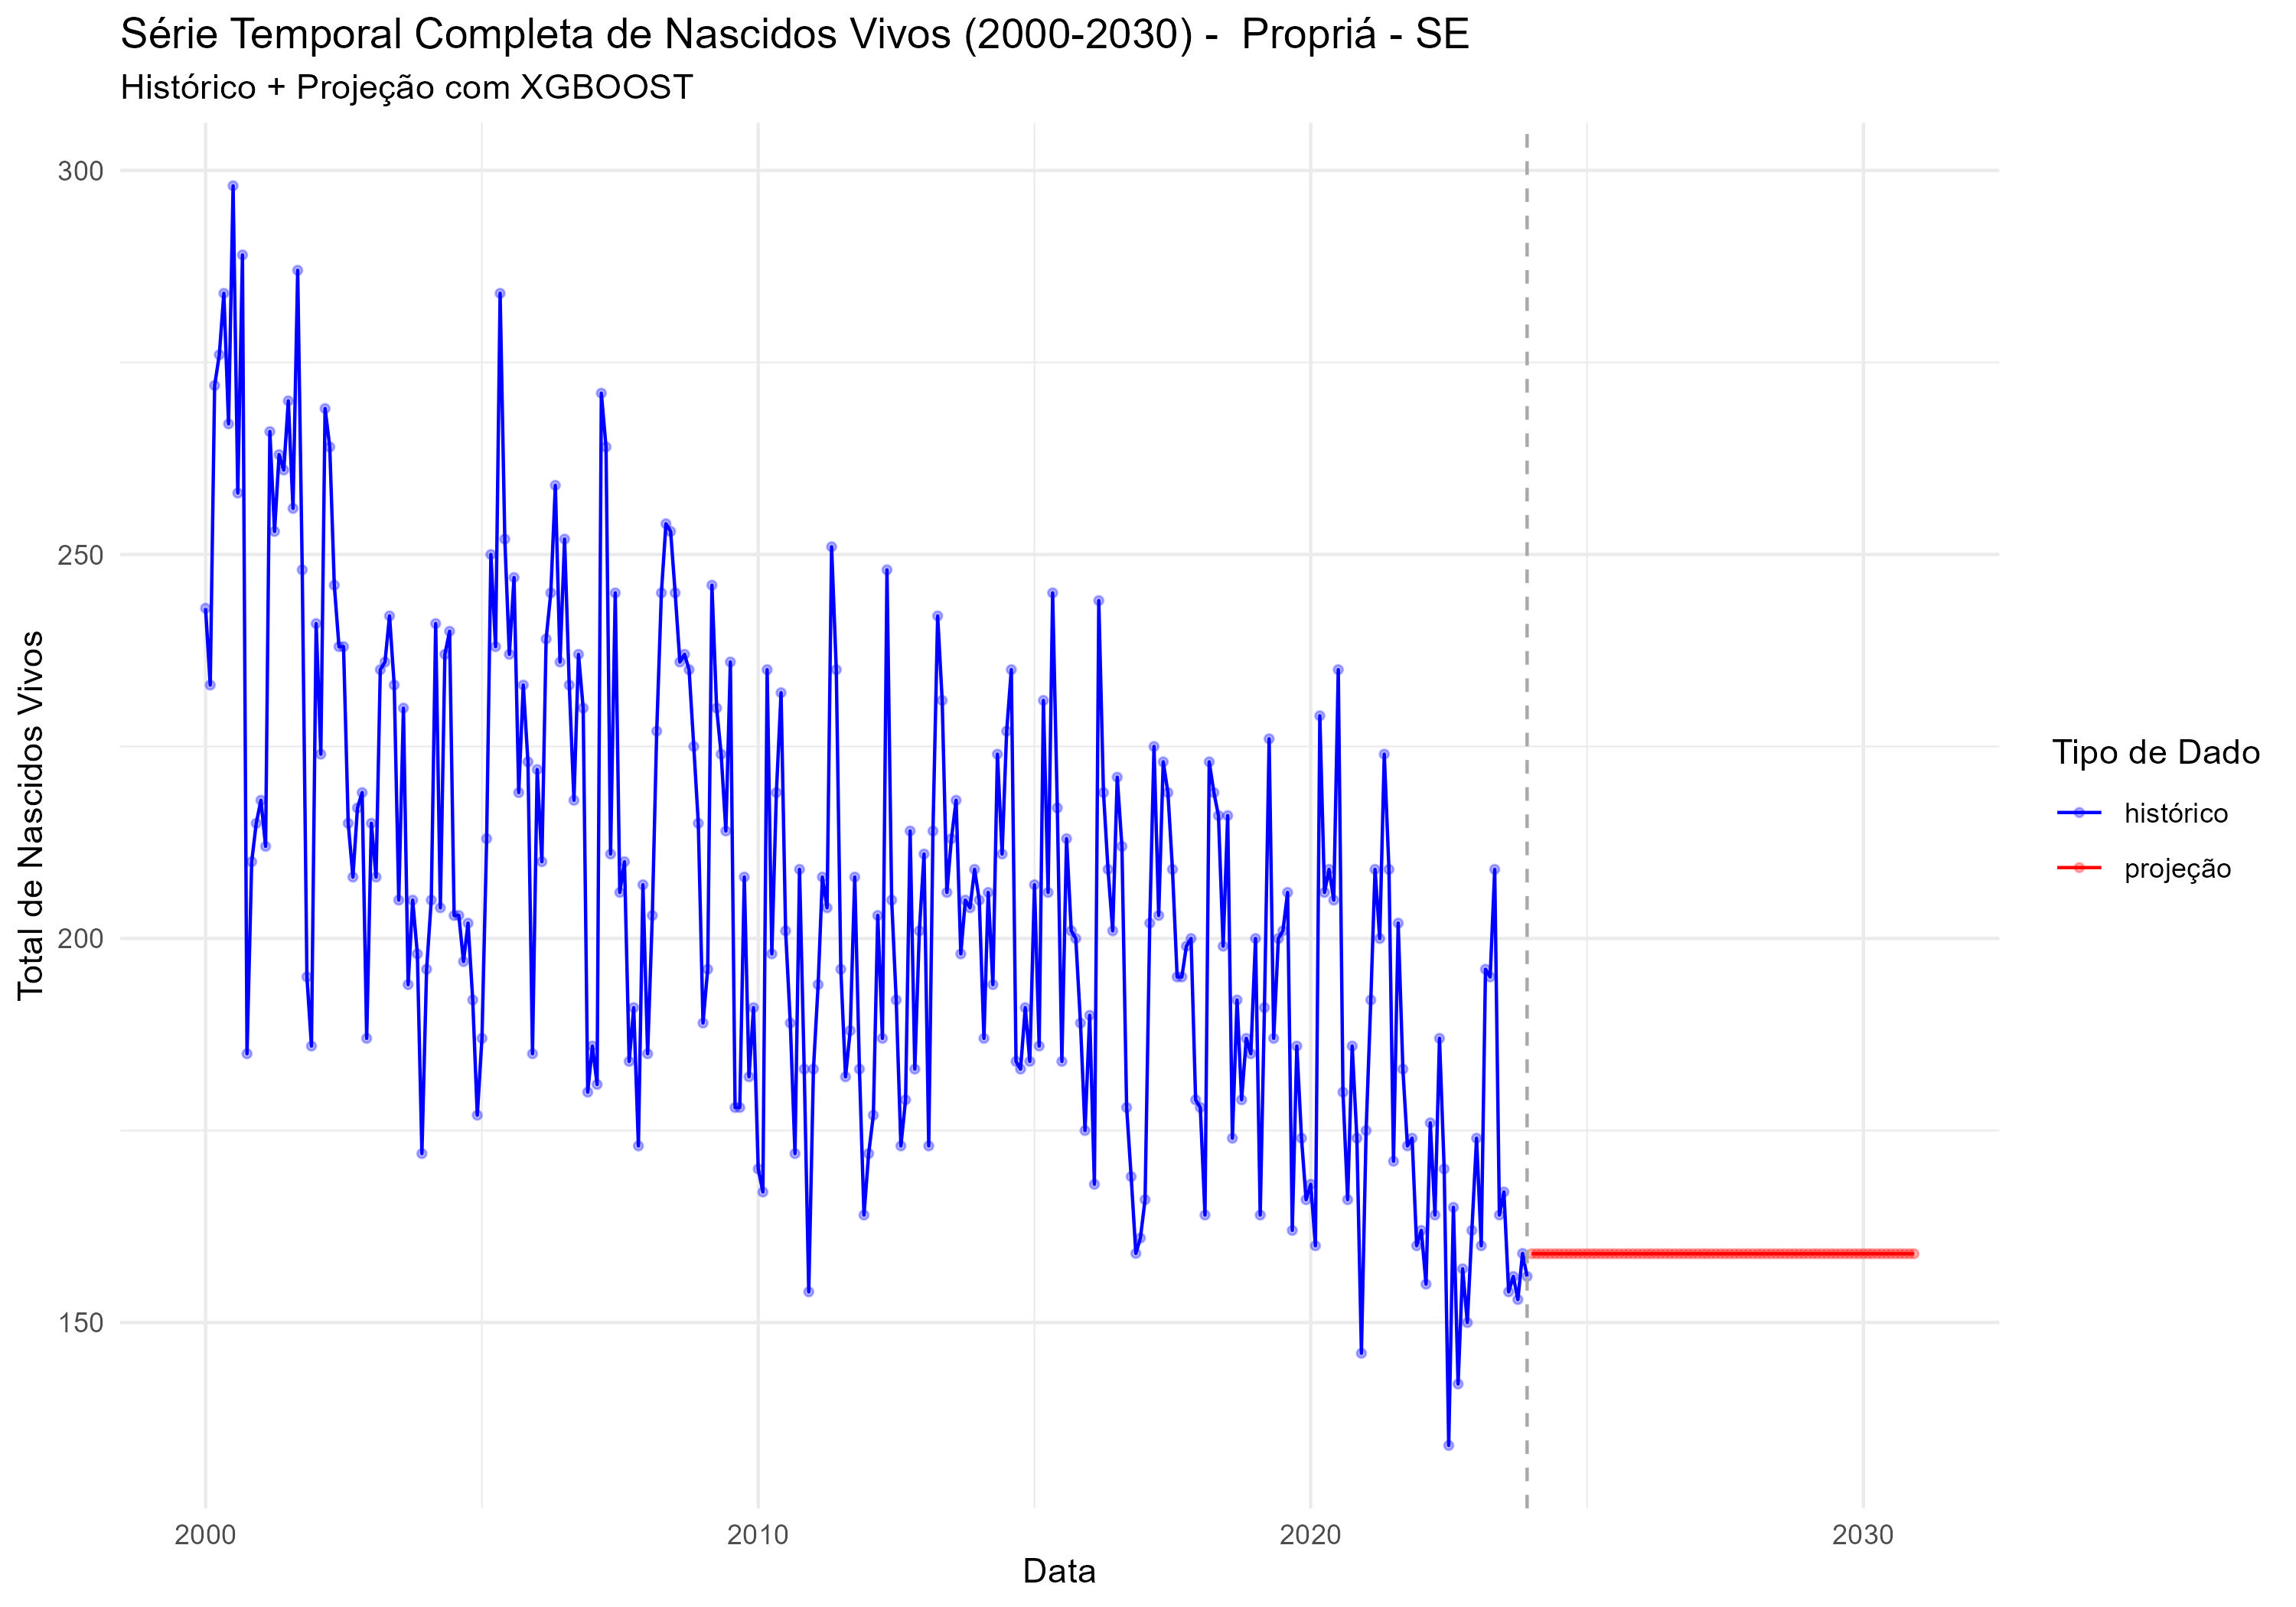 Série Temporal Completa de Nascidos Vivos (2000-2030) -  Propriá - SE
Histórico + Projeção com XGBOOST
Total de Nascidos Vivos
300
250
200
150
2000
2010
2020
2030
Data
Tipo de Dado
histórico
projeção